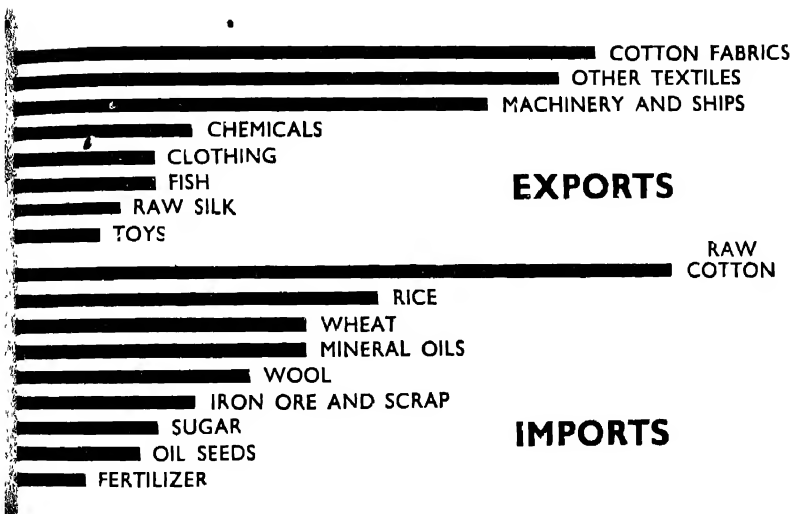 COTTON FABRICS
OTHER TEXTILES
MACHINERY AND SHIPS
CHEMICALS
CLOTHING
FISH
EXPORTS
RAW SILK
TOYS
RAW
COTTON
RICE
WHEAT
MINERAL OILS
WOOL
IRON ORE AND SCRAP
SUGAR
IMPORTS
OIL SEEDS
FERTILIZER